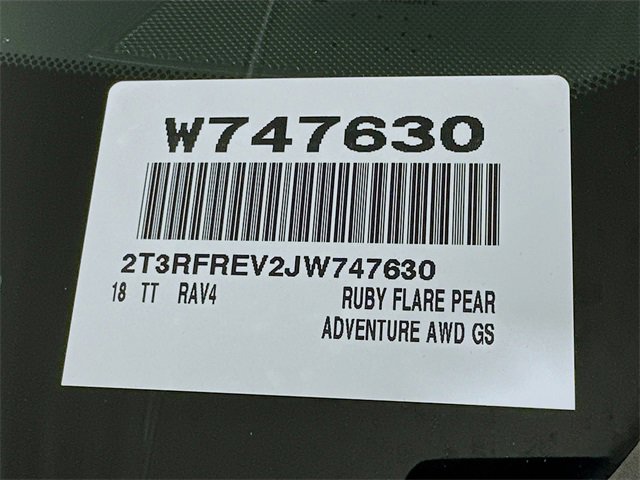 W747630
2T3RFREV2JW747630
18 TT RAV4 RUBY FLARE PEAR
ADVENTURE AWD GS